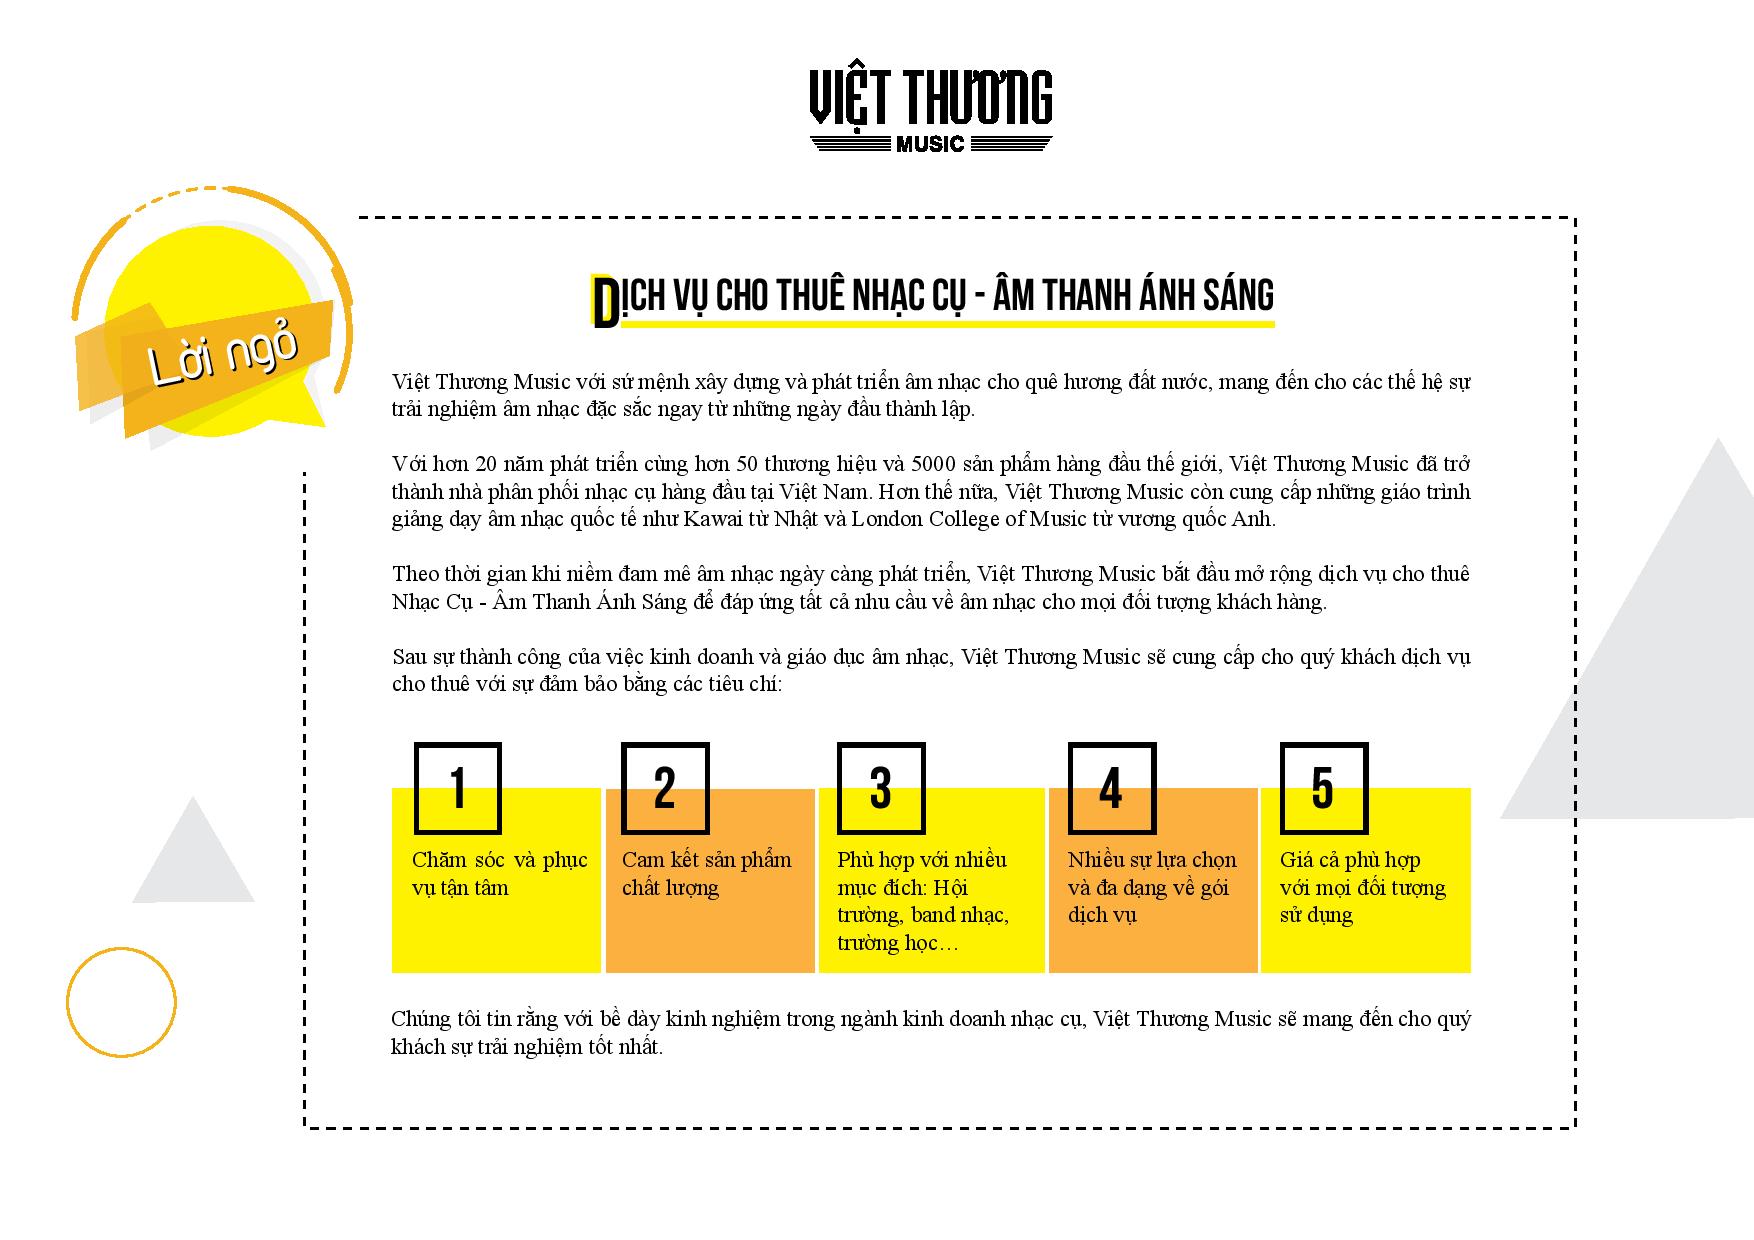 VIỆT THƯƠNG
MUSIC
Lời ngỏ
DỊCH VỤ CHO THUÊ NHẠC CỤ - ÂM THANH ÁNH SÁNG
Việt Thương Music với sứ mệnh xây dựng và phát triển âm nhạc cho quê hương đất nước, mang đến cho các thế hệ sự
trải nghiệm âm nhạc đặc sắc ngay từ những ngày đầu thành lập.
Với hơn 20 năm phát triển cùng hơn 50 thương hiệu và 5000 sản phẩm hàng đầu thế giới, Việt Thương Music đã trở
thành nhà phân phối nhạc cụ hàng đầu tại Việt Nam. Hơn thế nữa, Việt Thương Music còn cung cấp những giáo trình
giảng dạy âm nhạc quốc tế như Kawai từ Nhật và London College of Music từ vương quốc Anh.
Theo thời gian khi niềm đam mê âm nhạc ngày càng phát triển, Việt Thương Music bắt đầu mở rộng dịch vụ cho thuê
Nhạc Cụ - Âm Thanh Ánh Sáng để đáp ứng tất cả nhu cầu về âm nhạc cho mọi đối tượng khách hàng.
Sau sự thành công của việc kinh doanh và giáo dục âm nhạc, Việt Thương Music sẽ cung cấp cho quý khách dịch vụ
cho thuê với sự đảm bảo bằng các tiêu chí:
1
Chăm sóc và phục
vụ tận tâm
2
Cam kết sản phẩm
chất lượng
3
Phù hợp với nhiều
mục đích: Hội
trường, band nhạc,
trường học…
4
Nhiều sự lựa chọn
và đa dạng về gói
dịch vụ
5
Giá cả phù hợp
với mọi đối tượng
sử dụng
Chúng tôi tin rằng với bề dày kinh nghiệm trong ngành kinh doanh nhạc cụ, Việt Thương Music sẽ mang đến cho quý
khách sự trải nghiệm tốt nhất.